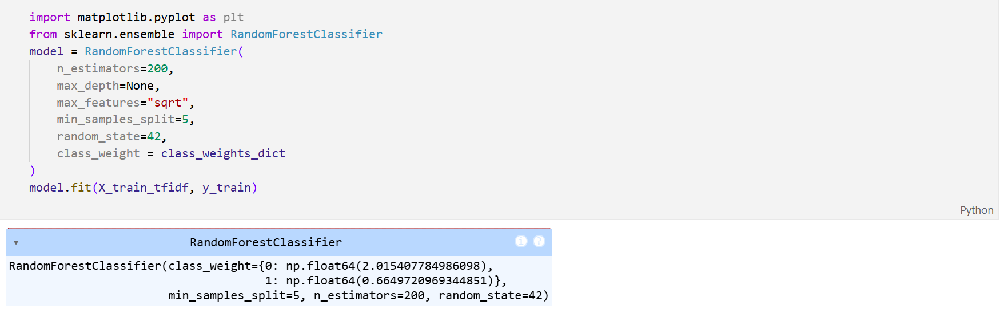 import matplotlib.pyplot as plt
from sklearn.ensemble import RandomForestClassifier
model = RandomForestClassifier(
    n_estimators=200,
    max_depth=None,
    max_features="sqrt",
    min_samples_split=5,
    random_state=42,
    class_weight = class_weights_dict
)
model.fit(X_train_tfidf, y_train)
Python
▾ RandomForestClassifier i ?
RandomForestClassifier(class_weight={0: np.float64(2.015407784986098),
                                     1: np.float64(0.6649720969344851)},
                       min_samples_split=5, n_estimators=200, random_state=42)